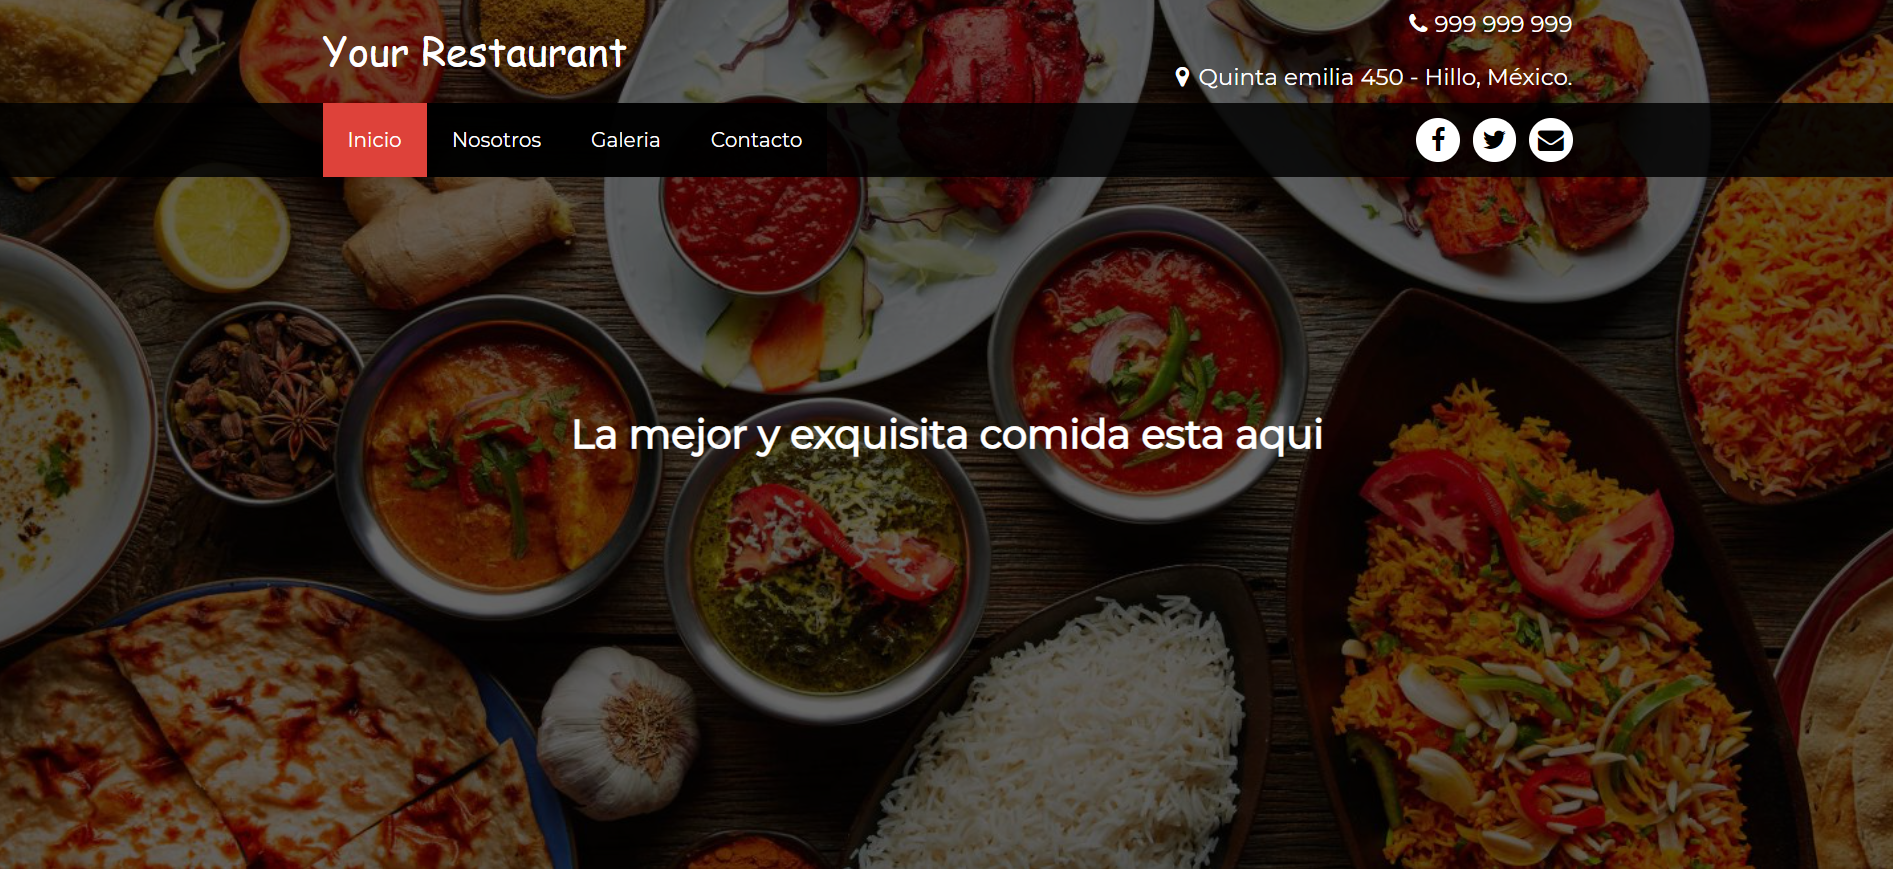 Your Restaurant
999 999 999
Quinta emilia 450 - Hillo, México.
Inicio Nosotros Galeria Contacto
La mejor y exquisita comida esta aqui